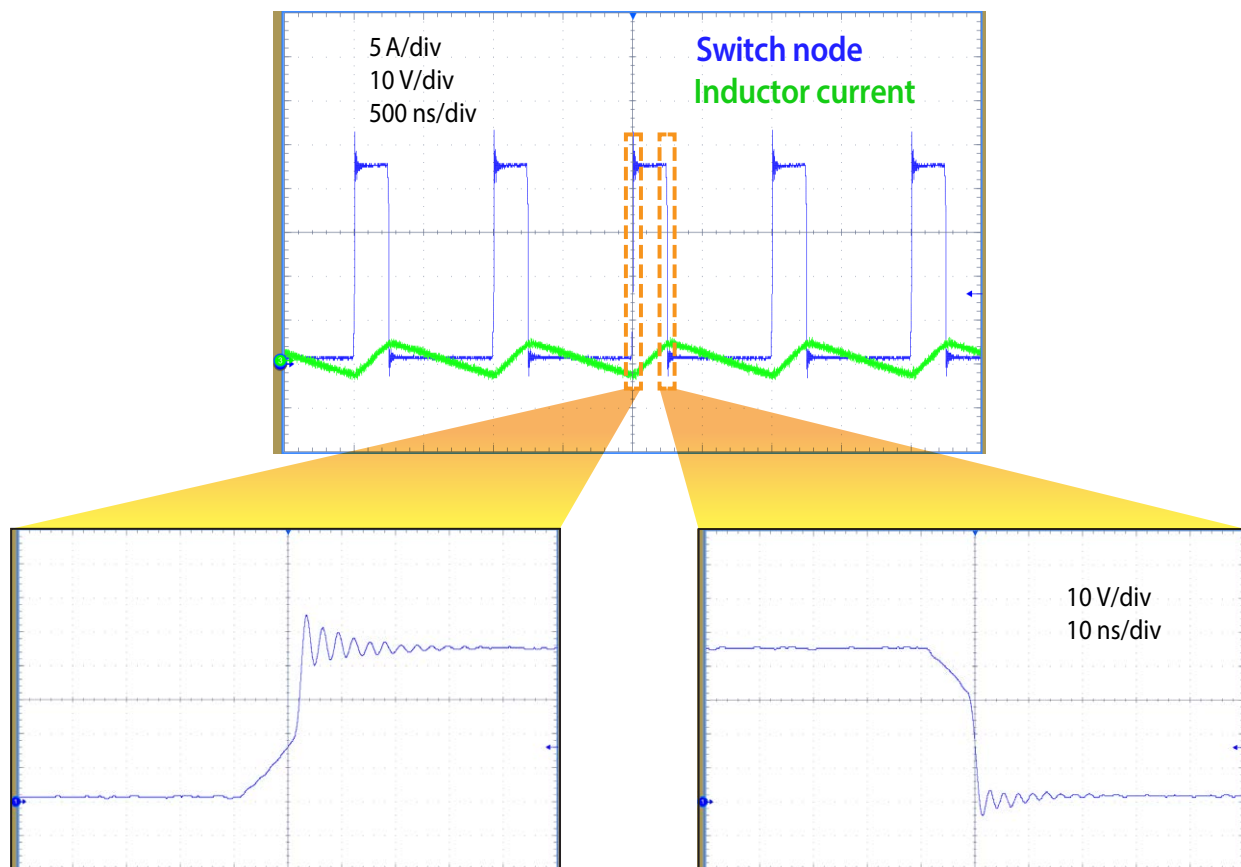 5 A/div
10 V/div
500 ns/div
Switch node
Inductor current
10 V/div
10 ns/div